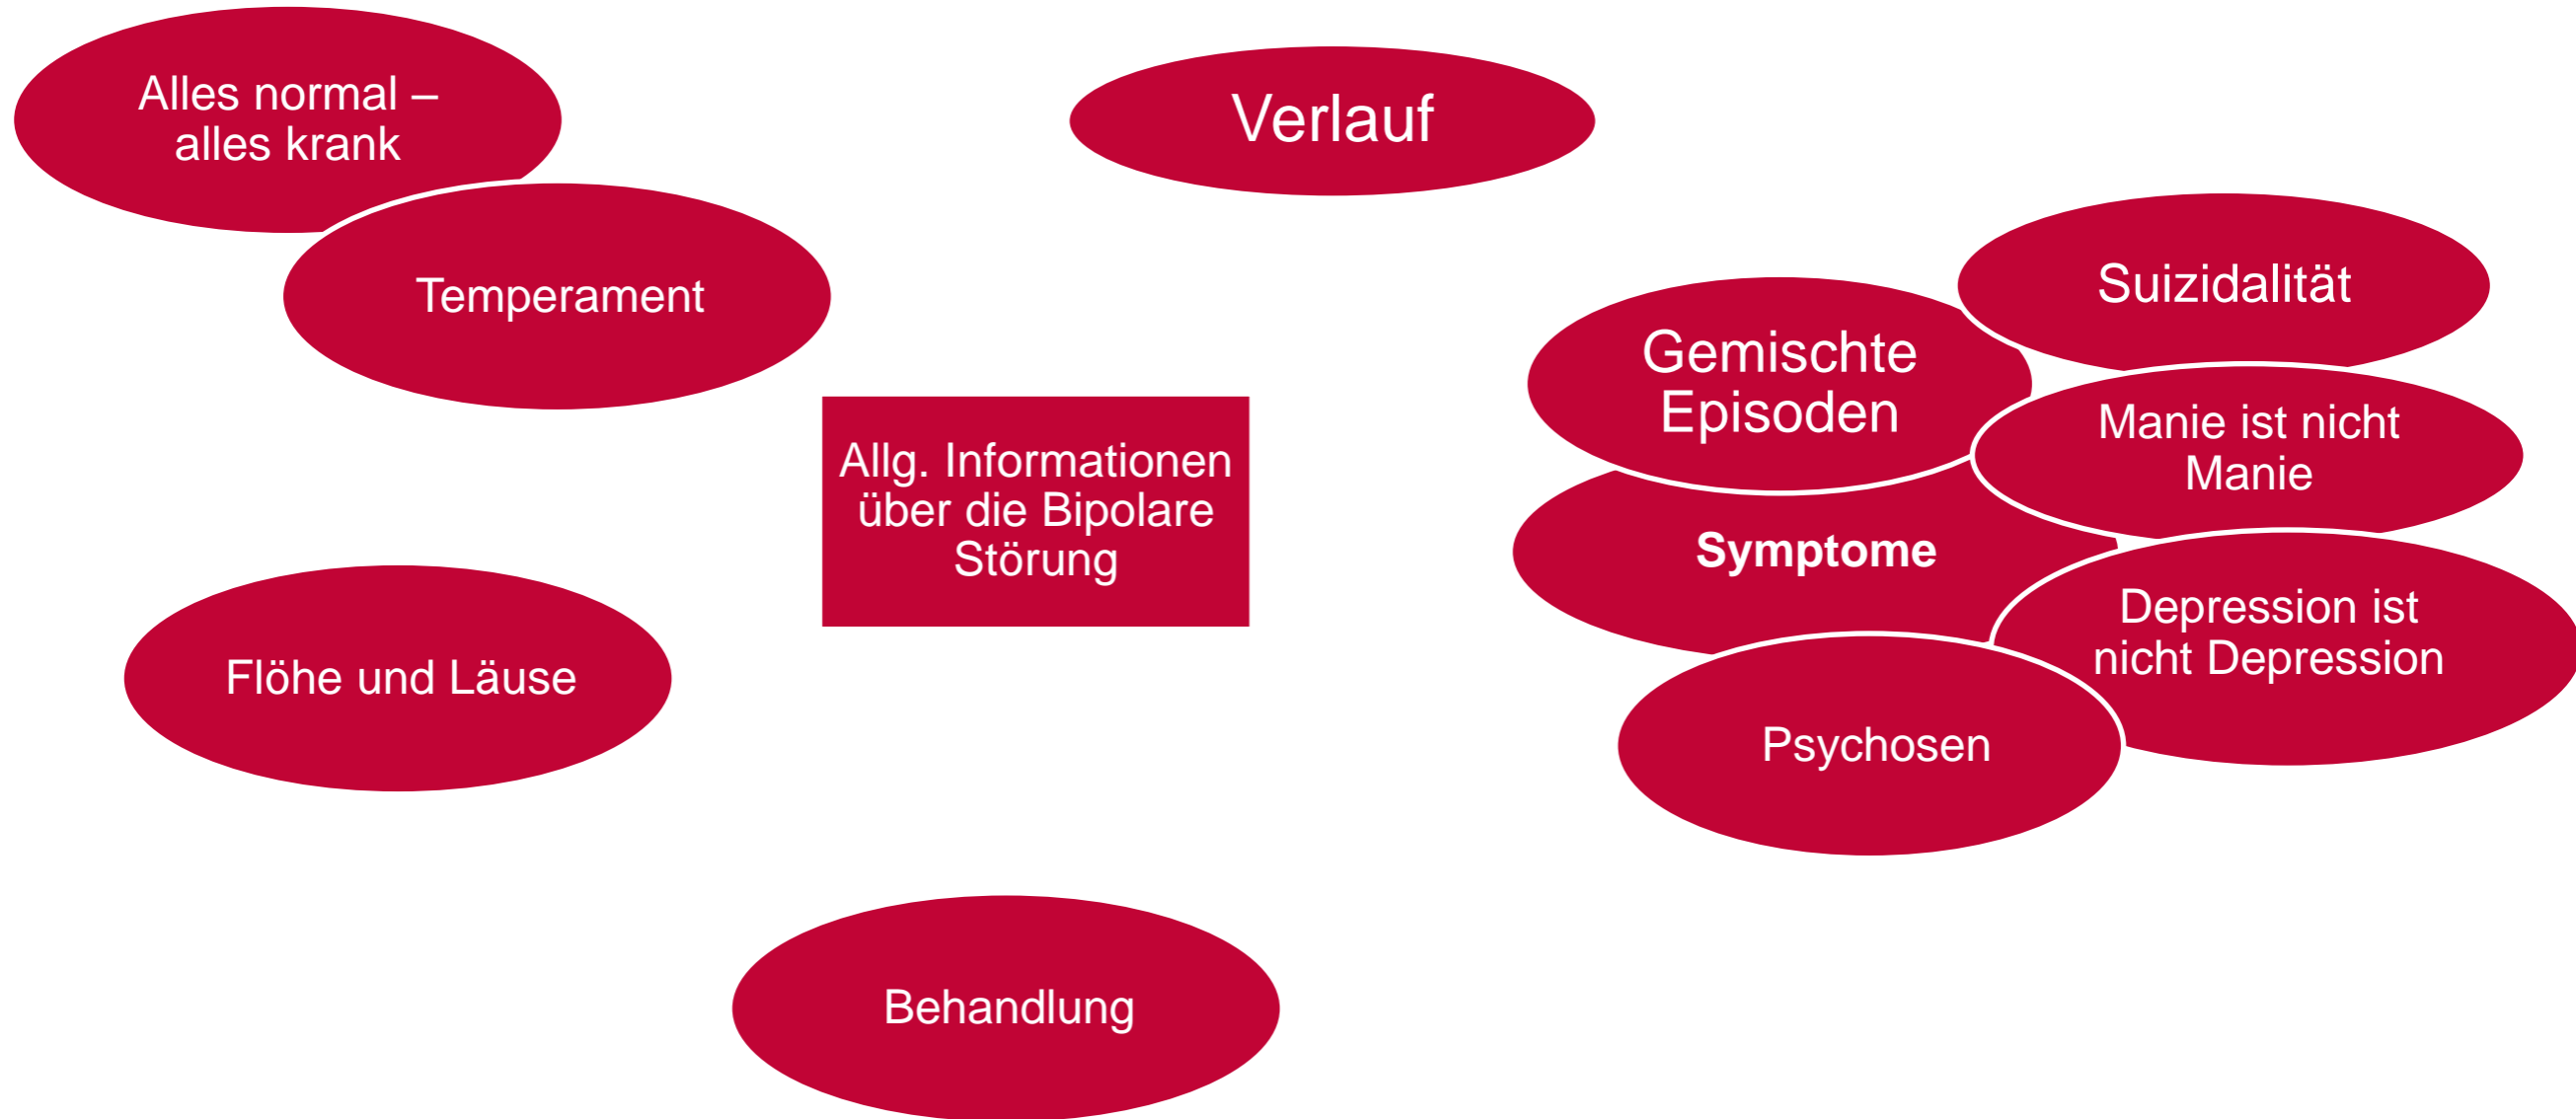 Alles normal –
alles krank
Verlauf
Temperament
Suizidalität
Gemischte
Episoden
Manie ist nicht
Manie
Allg. Informationen
über die Bipolare
Störung
Symptome
Depression ist
nicht Depression
Flöhe und Läuse
Psychosen
Behandlung